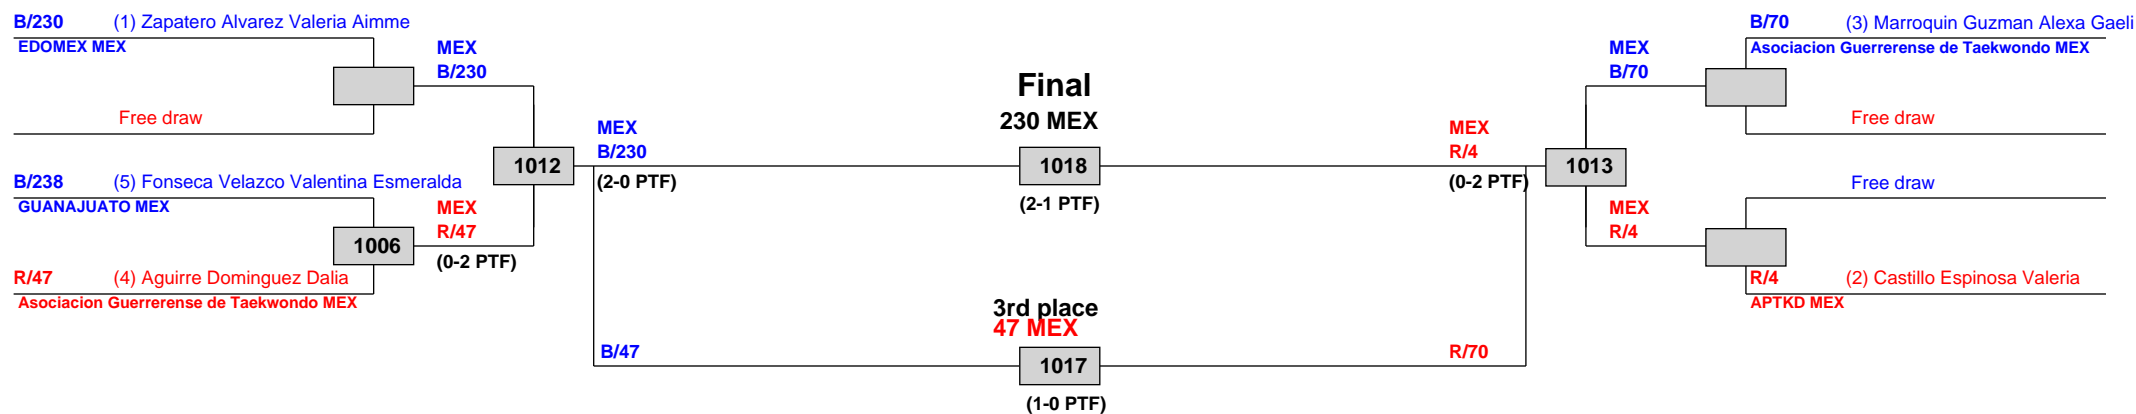 B/230 (1) Zapatero Alvarez Valeria Aimme
EDOMEX MEX
MEX
B/230
Free draw
B/238 (5) Fonseca Velazco Valentina Esmeralda
GUANAJUATO MEX
1006
MEX
R/47
(0-2 PTF)
R/47 (4) Aguirre Dominguez Dalia
Asociacion Guerrerense de Taekwondo MEX
1012
MEX
B/230
(2-0 PTF)
Final
230 MEX
1018
(2-1 PTF)
3rd place
47 MEX
B/47
1017
R/70
(1-0 PTF)
MEX
R/4
(0-2 PTF)
1013
MEX
B/70
B/70 (3) Marroquin Guzman Alexa Gaeli
Asociacion Guerrerense de Taekwondo MEX
Free draw
Free draw
MEX
R/4
R/4 (2) Castillo Espinosa Valeria
APTKD MEX